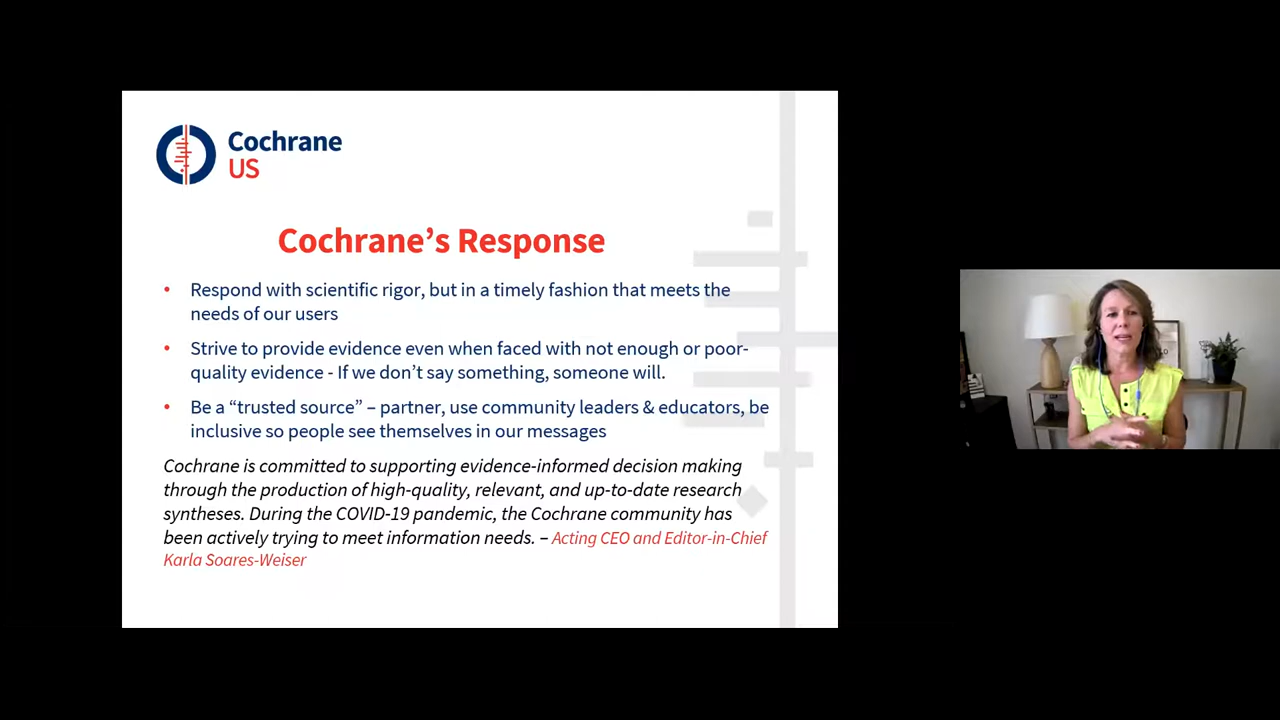 Cochrane
US
Cochrane’s Response
• Respond with scientific rigor, but in a timely fashion that meets the
needs of our users
• Strive to provide evidence even when faced with not enough or poor-
quality evidence - If we don’t say something, someone will.
• Be a “trusted source” – partner, use community leaders & educators, be
inclusive so people see themselves in our messages
Cochrane is committed to supporting evidence-informed decision making
through the production of high-quality, relevant, and up-to-date research
syntheses. During the COVID-19 pandemic, the Cochrane community has
been actively trying to meet information needs. – Acting CEO and Editor-in-Chief
Karla Soares-Weiser